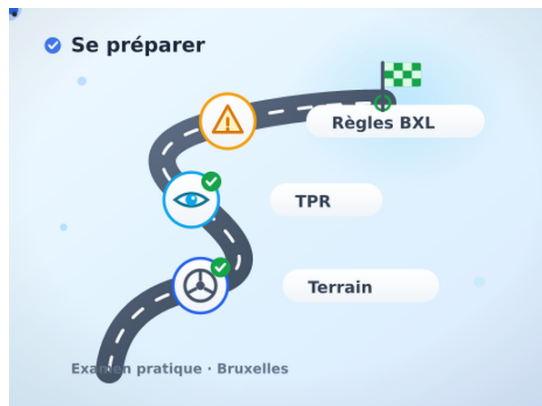 Se préparer
Règles BXL
TPR
Terrain
Examen pratique · Bruxelles